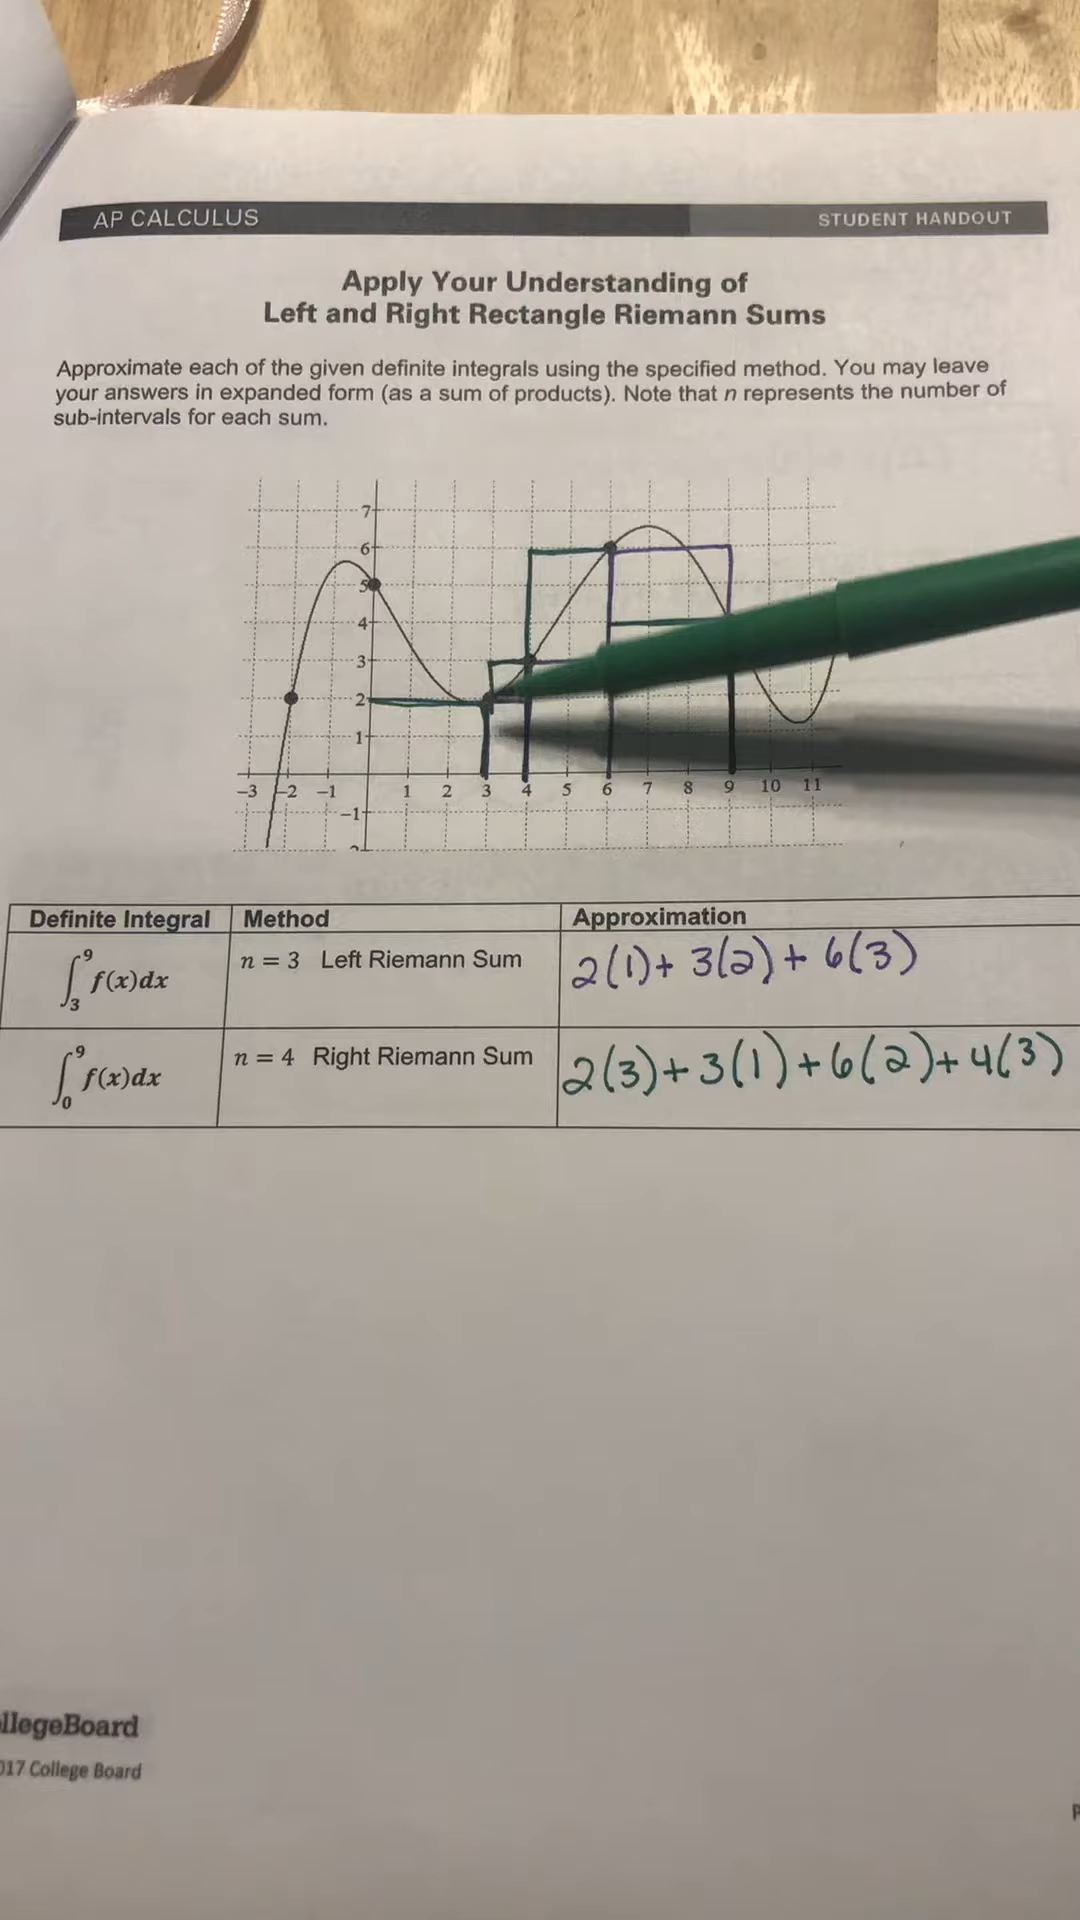 AP CALCULUS
STUDENT HANDOUT
Apply Your Understanding of
Left and Right Rectangle Riemann Sums
Approximate each of the given definite integrals using the specified method. You may leave
your answers in expanded form (as a sum of products). Note that n represents the number of
sub-intervals for each sum.
7
6
5
4
3
2
1
-3 -2 -1 1 2 3 4 5 6 7 8 9 10 11
-1
Definite Integral Method Approximation
∫₃⁹ f(x)dx n = 3 Left Riemann Sum 2(1)+ 3(2)+ 6(3)
∫₀⁹ f(x)dx n = 4 Right Riemann Sum 2(3)+3(1)+6(2)+4(3)
llegeBoard
017 College Board